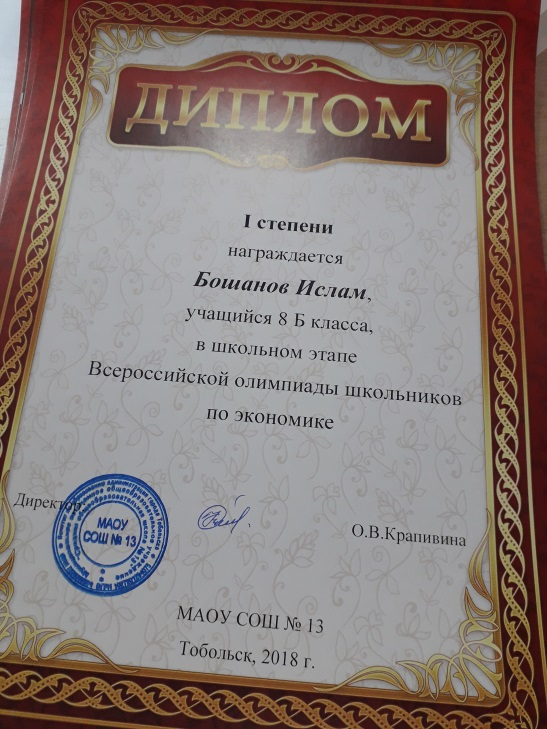 ДИПЛОМ
I степени
награждается
Бошанов Ислам,
учащийся 8 Б класса,
в школьном этапе
Всероссийской олимпиады школьников
по экономике
Директор:
МАОУ
СОШ № 13
О.В.Крапивина
МАОУ СОШ № 13
Тобольск, 2018 г.